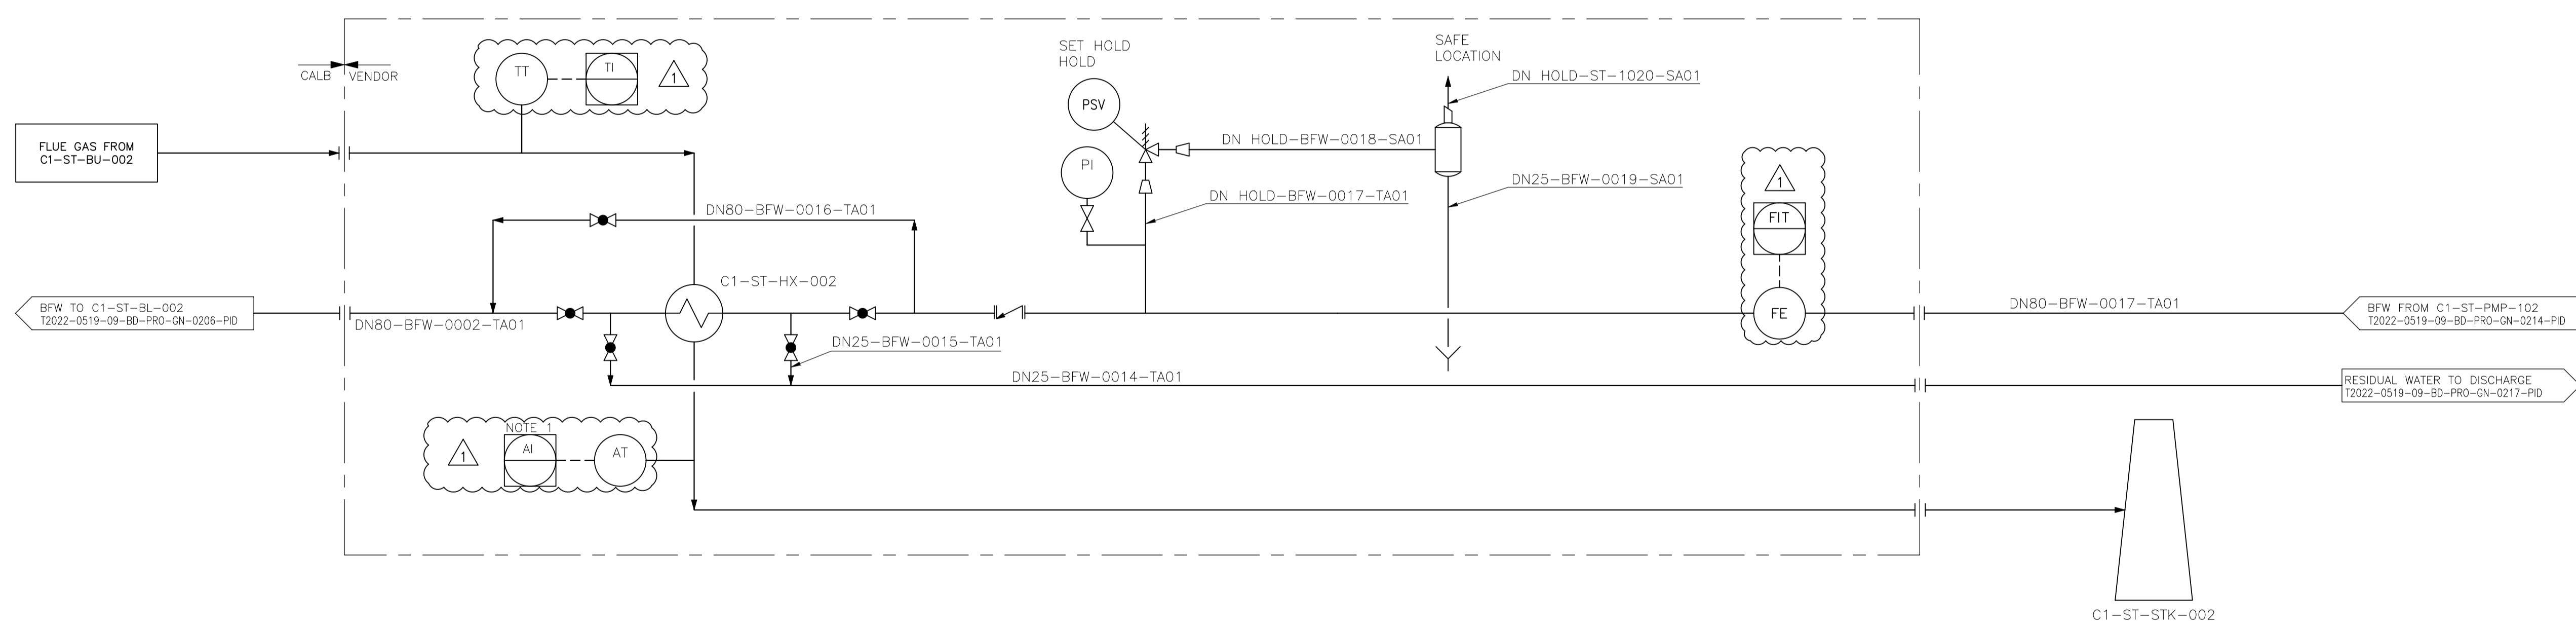 CALB
VENDOR
TT
TI
1
FLUE GAS FROM
C1-ST-BU-002
SET HOLD
HOLD
PSV
PI
SAFE
LOCATION
DN HOLD-ST-1020-SA01
DN HOLD-BFW-0018-SA01
DN25-BFW-0019-SA01
DN HOLD-BFW-0017-TA01
1
FIT
FE
DN80-BFW-0016-TA01
C1-ST-HX-002
BFW TO C1-ST-BL-002
T2022-0519-09-BD-PRO-GN-0206-PID
DN80-BFW-0002-TA01
DN80-BFW-0017-TA01
BFW FROM C1-ST-PMP-102
T2022-0519-09-BD-PRO-GN-0214-PID
DN25-BFW-0015-TA01
DN25-BFW-0014-TA01
RESIDUAL WATER TO DISCHARGE
T2022-0519-09-BD-PRO-GN-0217-PID
NOTE 1
1
AI
AT
C1-ST-STK-002